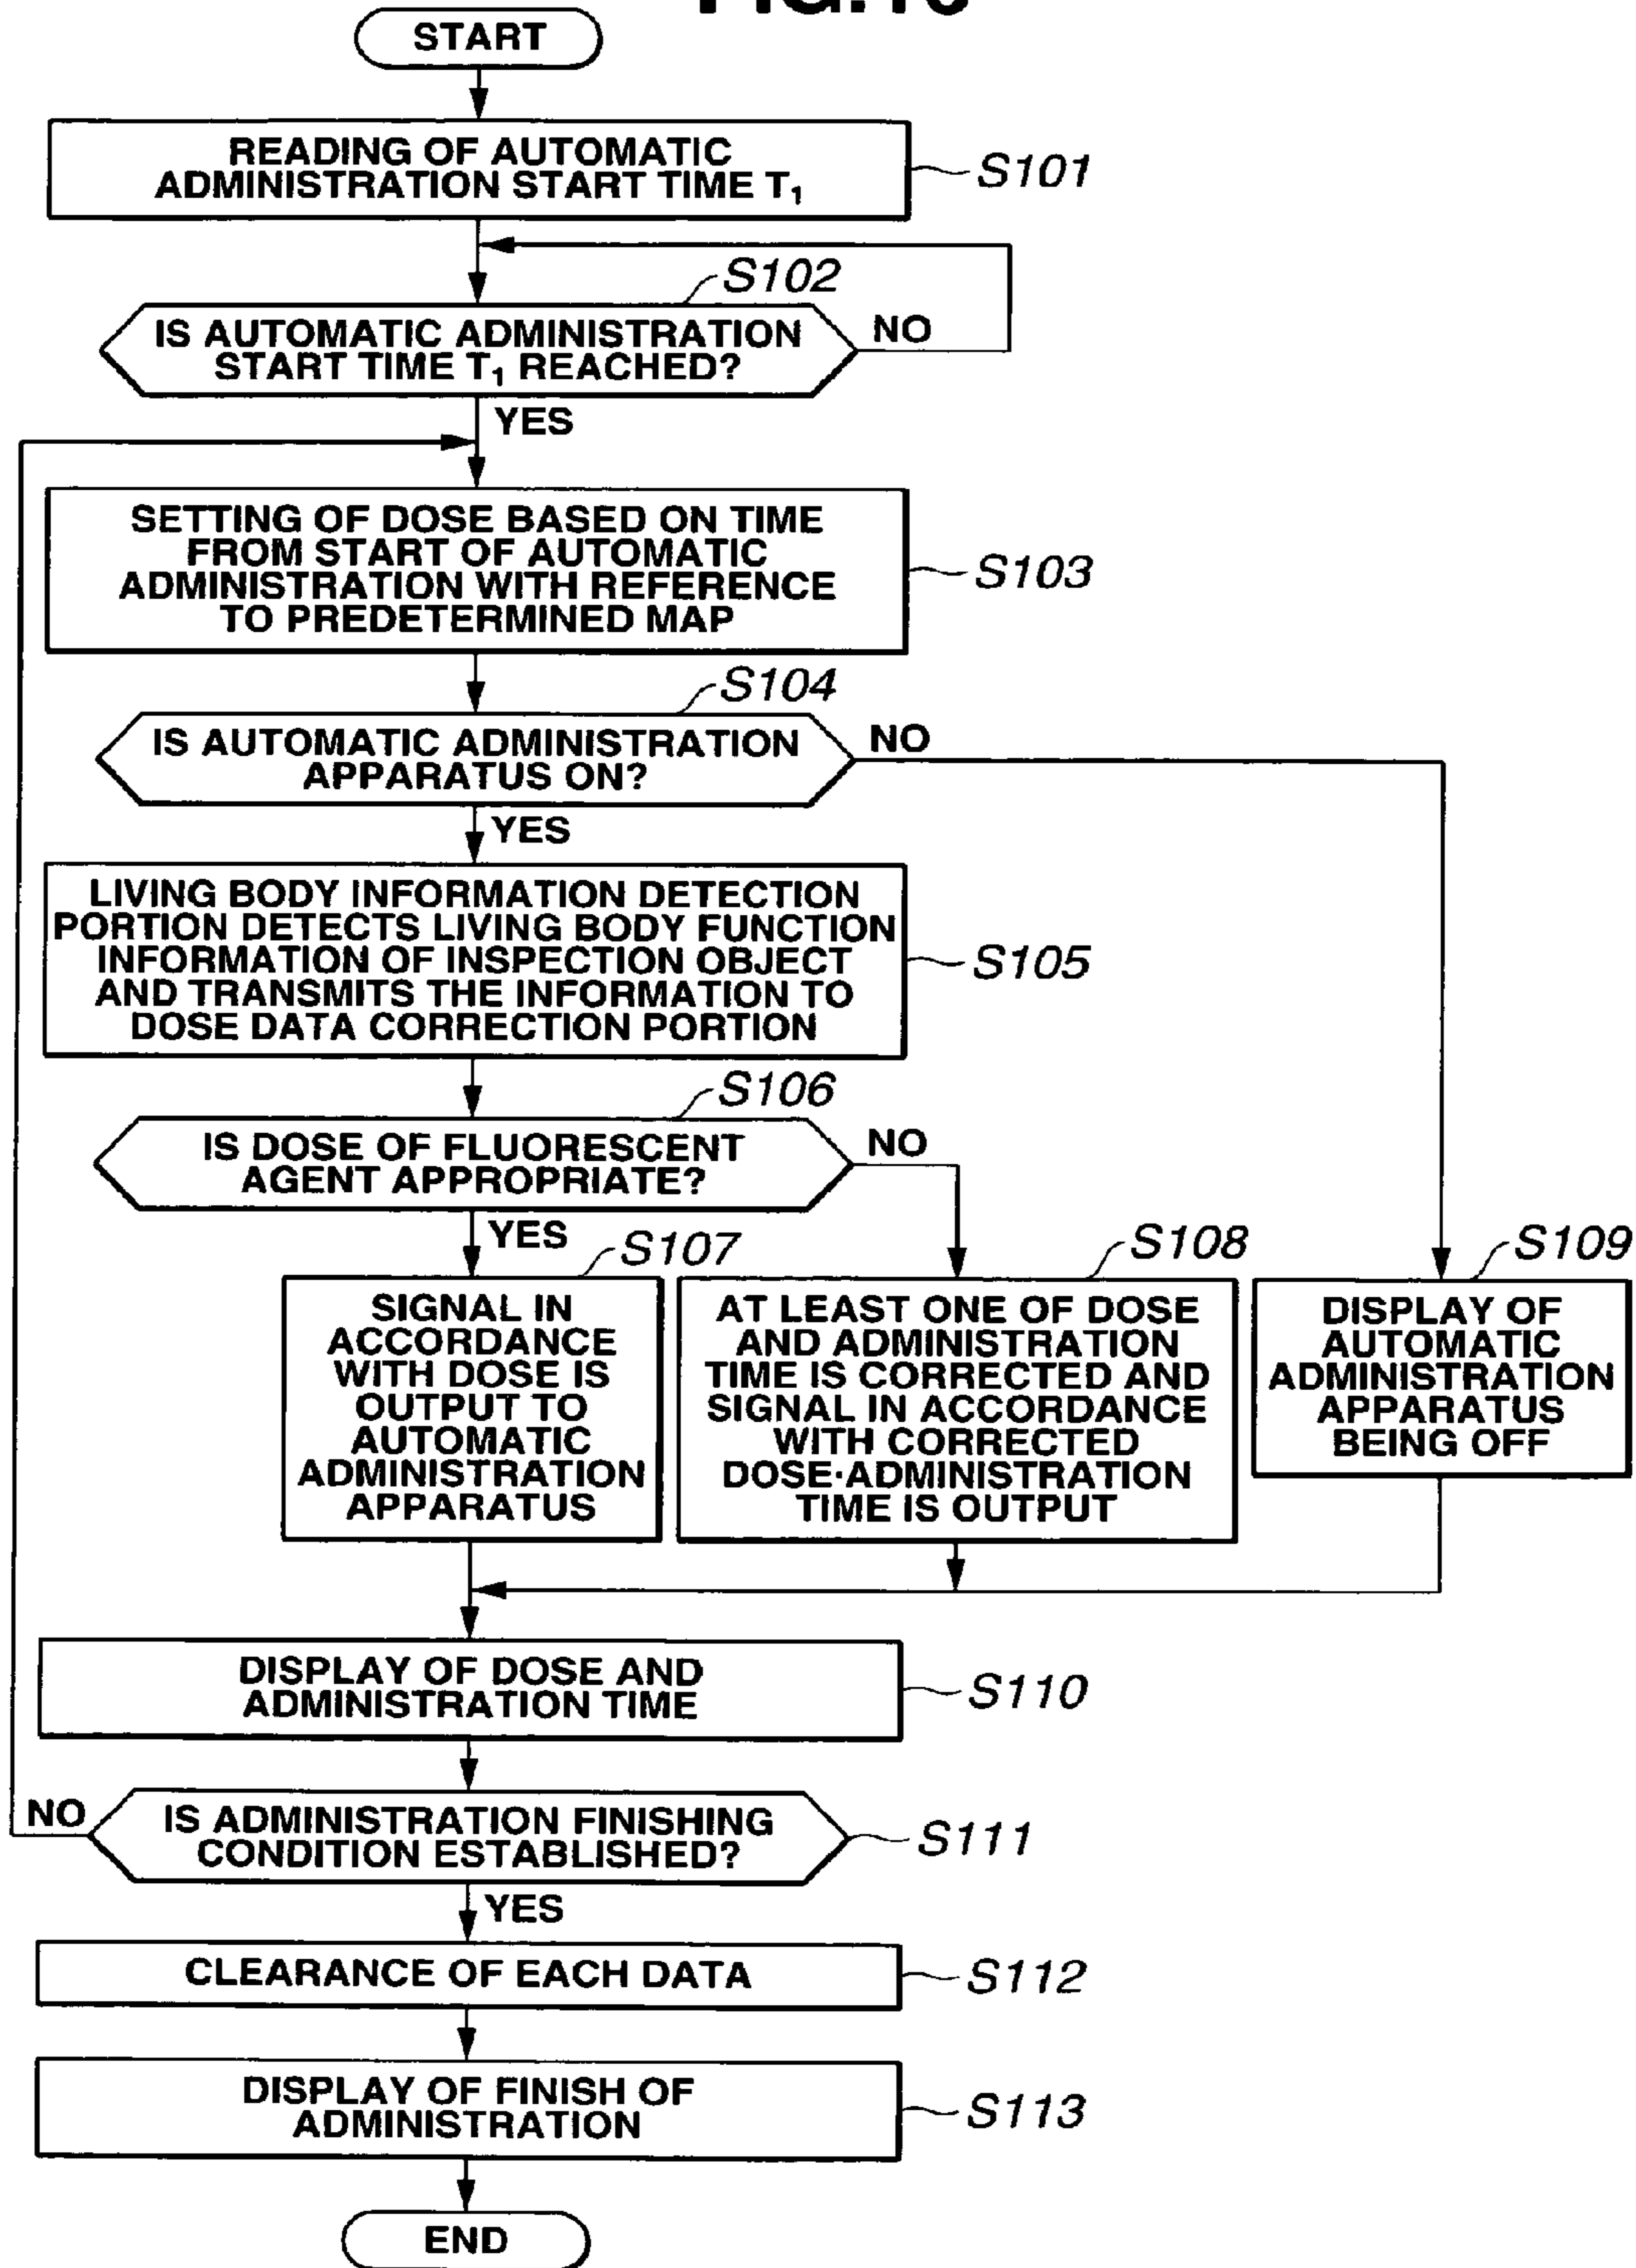 START
READING OF AUTOMATIC
ADMINISTRATION START TIME T₁
S101
S102
IS AUTOMATIC ADMINISTRATION
START TIME T₁ REACHED?
NO
YES
SETTING OF DOSE BASED ON TIME
FROM START OF AUTOMATIC
ADMINISTRATION WITH REFERENCE
TO PREDETERMINED MAP
S103
S104
IS AUTOMATIC ADMINISTRATION
APPARATUS ON?
NO
YES
LIVING BODY INFORMATION DETECTION
PORTION DETECTS LIVING BODY FUNCTION
INFORMATION OF INSPECTION OBJECT
AND TRANSMITS THE INFORMATION TO
DOSE DATA CORRECTION PORTION
S105
S106
IS DOSE OF FLUORESCENT
AGENT APPROPRIATE?
NO
YES
S107
SIGNAL IN
ACCORDANCE
WITH DOSE IS
OUTPUT TO
AUTOMATIC
ADMINISTRATION
APPARATUS
S108
AT LEAST ONE OF DOSE
AND ADMINISTRATION
TIME IS CORRECTED AND
SIGNAL IN ACCORDANCE
WITH CORRECTED
DOSE·ADMINISTRATION
TIME IS OUTPUT
S109
DISPLAY OF
AUTOMATIC
ADMINISTRATION
APPARATUS
BEING OFF
DISPLAY OF DOSE AND
ADMINISTRATION TIME
S110
NO
IS ADMINISTRATION FINISHING
CONDITION ESTABLISHED?
S111
YES
CLEARANCE OF EACH DATA
S112
DISPLAY OF FINISH OF
ADMINISTRATION
S113
END